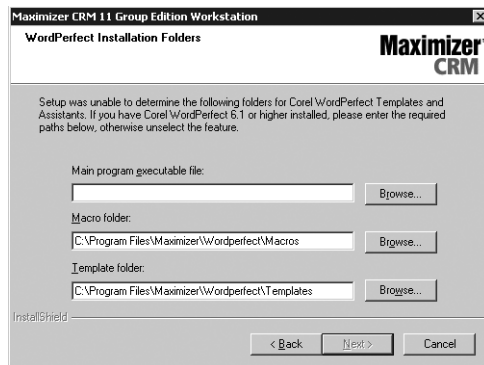 Maximizer CRM 11 Group Edition Workstation
WordPerfect Installation Folders
Maximizer
CRM
Setup was unable to determine the following folders for Corel WordPerfect Templates and
Assistants. If you have Corel WordPerfect 6.1 or higher installed, please enter the required
paths below, otherwise unselect the feature.
Main program executable file:
Browse...
Macro folder:
C:\Program Files\Maximizer\Wordperfect\Macros
Browse...
Template folder:
C:\Program Files\Maximizer\Wordperfect\Templates
Browse...
InstallShield
< Back Next > Cancel